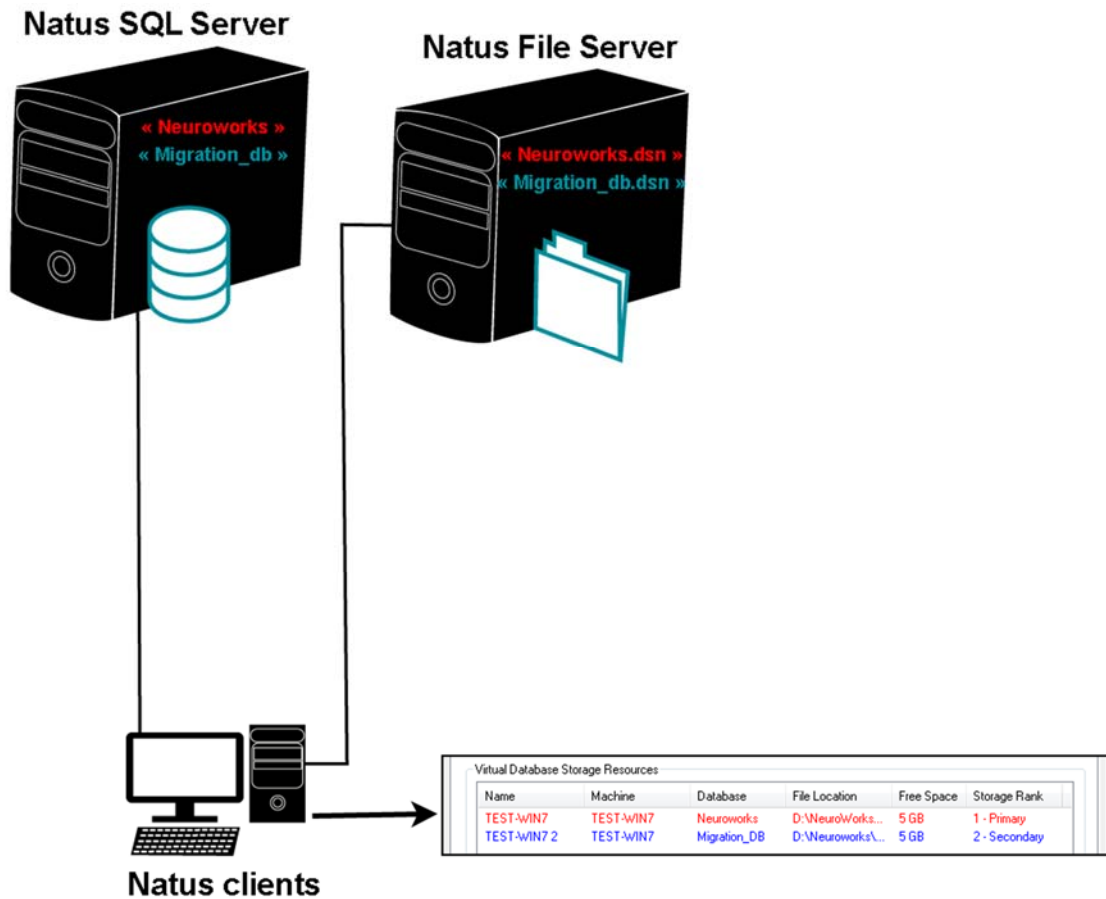 Natus SQL Server
Natus File Server
« Neuroworks »
« Migration_db »
« Neuroworks.dsn »
« Migration_db.dsn »
Virtual Database Storage Resources
Name Machine Database File Location Free Space Storage Rank
TEST-WIN7 TEST-WIN7 Neuroworks D:\NeuroWorks... 5 GB 1 - Primary
TEST-WIN7 2 TEST-WIN7 Migration_DB D:\Neuroworks\... 5 GB 2 - Secondary
Natus clients